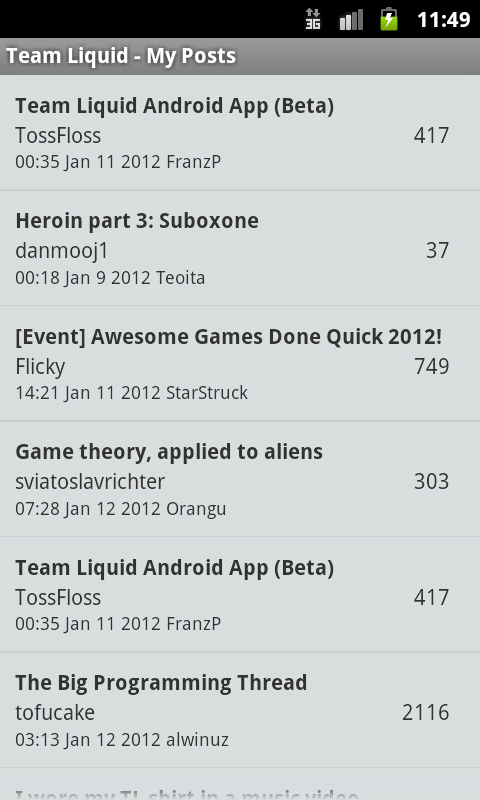 3G 11:49
Team Liquid - My Posts
Team Liquid Android App (Beta)
TossFloss 417
00:35 Jan 11 2012 FranzP
Heroin part 3: Suboxone
danmooj1 37
00:18 Jan 9 2012 Teoita
[Event] Awesome Games Done Quick 2012!
Flicky 749
14:21 Jan 11 2012 StarStruck
Game theory, applied to aliens
sviatoslavrichter 303
07:28 Jan 12 2012 Orangu
Team Liquid Android App (Beta)
TossFloss 417
00:35 Jan 11 2012 FranzP
The Big Programming Thread
tofucake 2116
03:13 Jan 12 2012 alwinuz
I wore my TL shirt in a music video